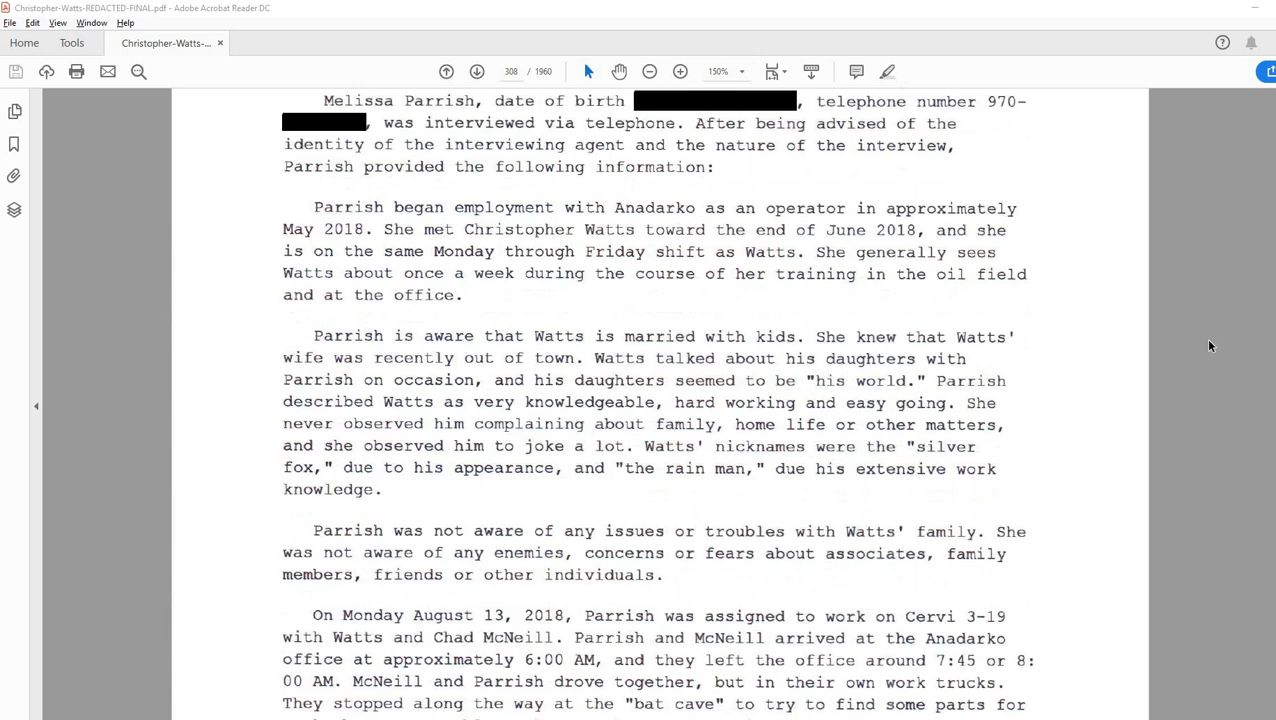 Christopher-Watts-REDACTED-FINAL.pdf - Adobe Acrobat Reader DC
File Edit View Window Help
Home Tools Christopher-Watts-... ×
308 / 1960 150%
Melissa Parrish, date of birth , telephone number 970-
, was interviewed via telephone. After being advised of the
identity of the interviewing agent and the nature of the interview,
Parrish provided the following information:
Parrish began employment with Anadarko as an operator in approximately
May 2018. She met Christopher Watts toward the end of June 2018, and she
is on the same Monday through Friday shift as Watts. She generally sees
Watts about once a week during the course of her training in the oil field
and at the office.
Parrish is aware that Watts is married with kids. She knew that Watts'
wife was recently out of town. Watts talked about his daughters with
Parrish on occasion, and his daughters seemed to be "his world." Parrish
described Watts as very knowledgeable, hard working and easy going. She
never observed him complaining about family, home life or other matters,
and she observed him to joke a lot. Watts' nicknames were the "silver
fox," due to his appearance, and "the rain man," due his extensive work
knowledge.
Parrish was not aware of any issues or troubles with Watts' family. She
was not aware of any enemies, concerns or fears about associates, family
members, friends or other individuals.
On Monday August 13, 2018, Parrish was assigned to work on Cervi 3-19
with Watts and Chad McNeill. Parrish and McNeill arrived at the Anadarko
office at approximately 6:00 AM, and they left the office around 7:45 or 8:
00 AM. McNeill and Parrish drove together, but in their own work trucks.
They stopped along the way at the "bat cave" to try to find some parts for